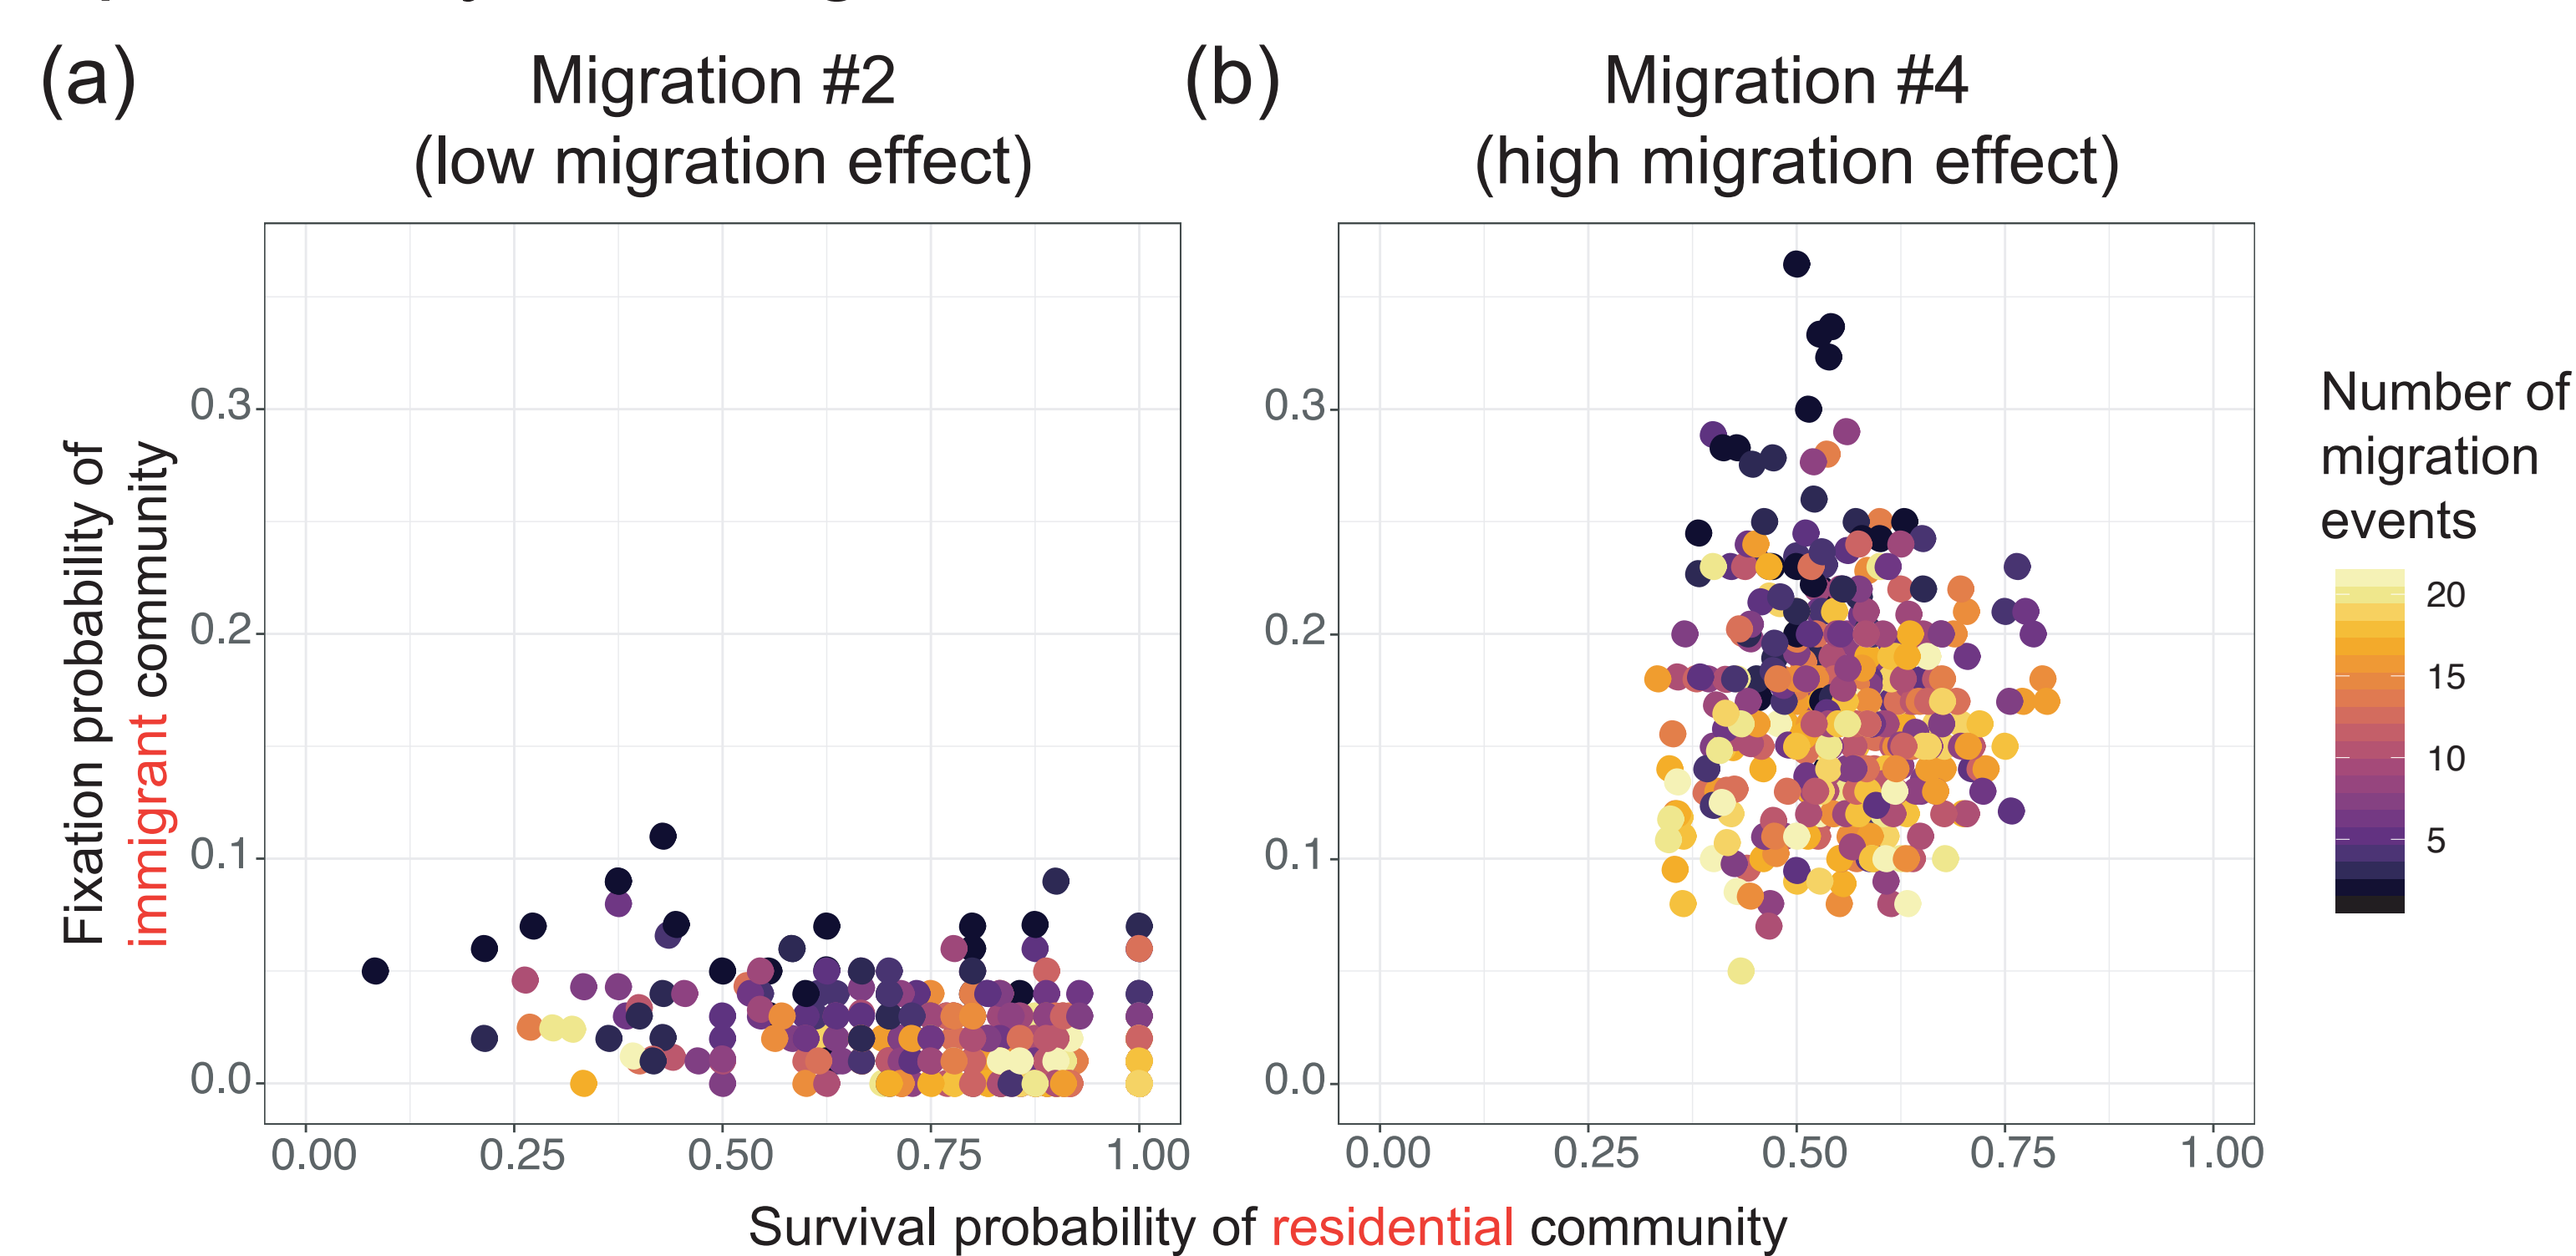 (a)
Migration #2
(low migration effect)
(b)
Migration #4
(high migration effect)
Fixation probability of
immigrant community
0.3
0.2
0.1
0.0
0.00 0.25 0.50 0.75 1.00
0.3
0.2
0.1
0.0
0.00 0.25 0.50 0.75 1.00
Survival probability of residential community
Number of
migration
events
20
15
10
5